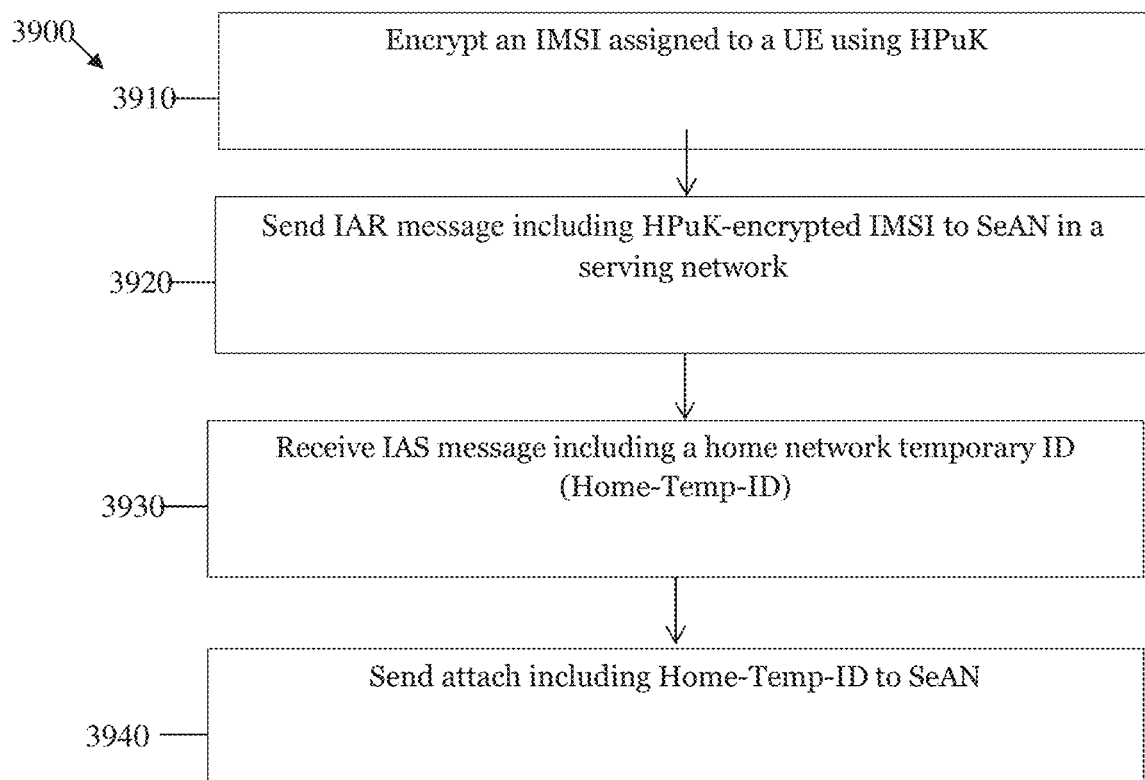 3900
Encrypt an IMSI assigned to a UE using HPuK
3910
Send IAR message including HPuK-encrypted IMSI to SeAN in a
serving network
3920
Receive IAS message including a home network temporary ID
(Home-Temp-ID)
3930
Send attach including Home-Temp-ID to SeAN
3940